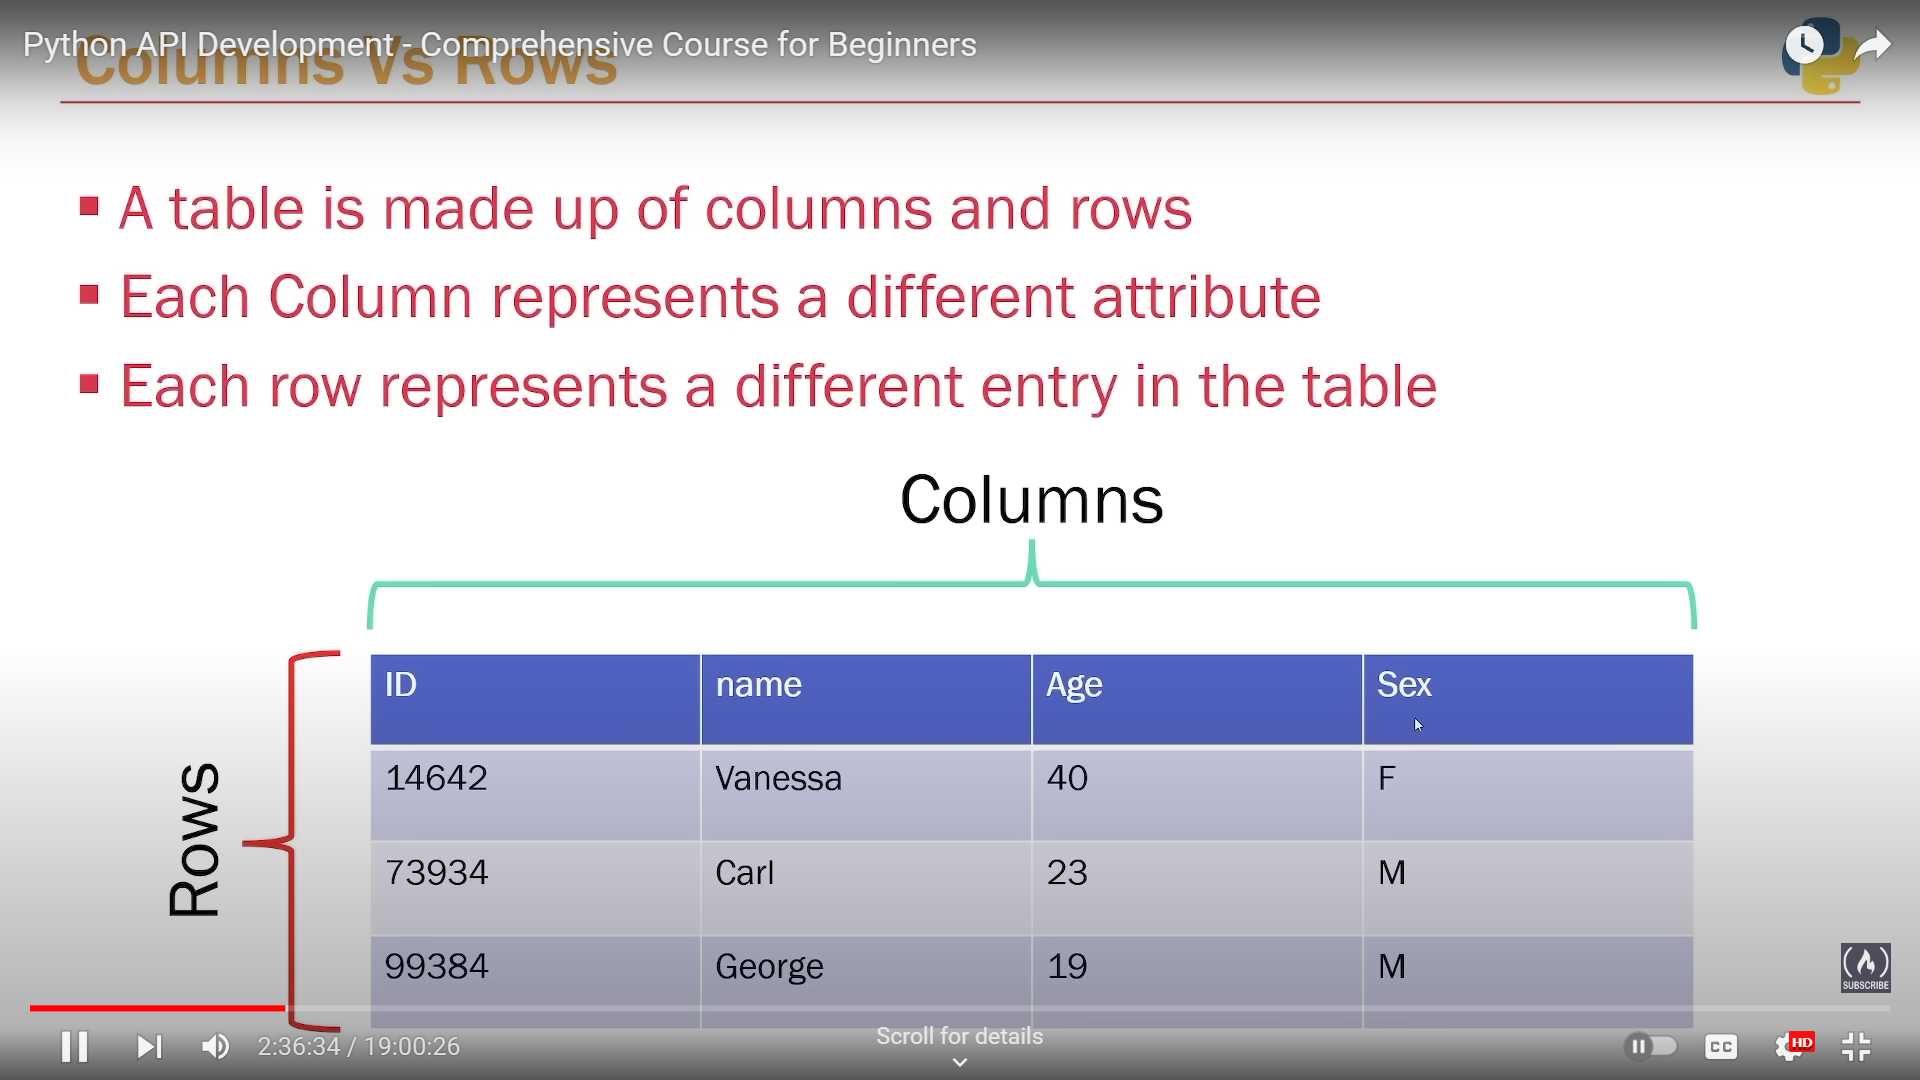 Python API Development - Comprehensive Course for Beginners
Columns Vs Rows
A table is made up of columns and rows
Each Column represents a different attribute
Each row represents a different entry in the table
Columns
Rows
ID name Age Sex
14642 Vanessa 40 F
73934 Carl 23 M
99384 George 19 M
SUBSCRIBE
Scroll for details
2:36:34 / 19:00:26
CC
HD